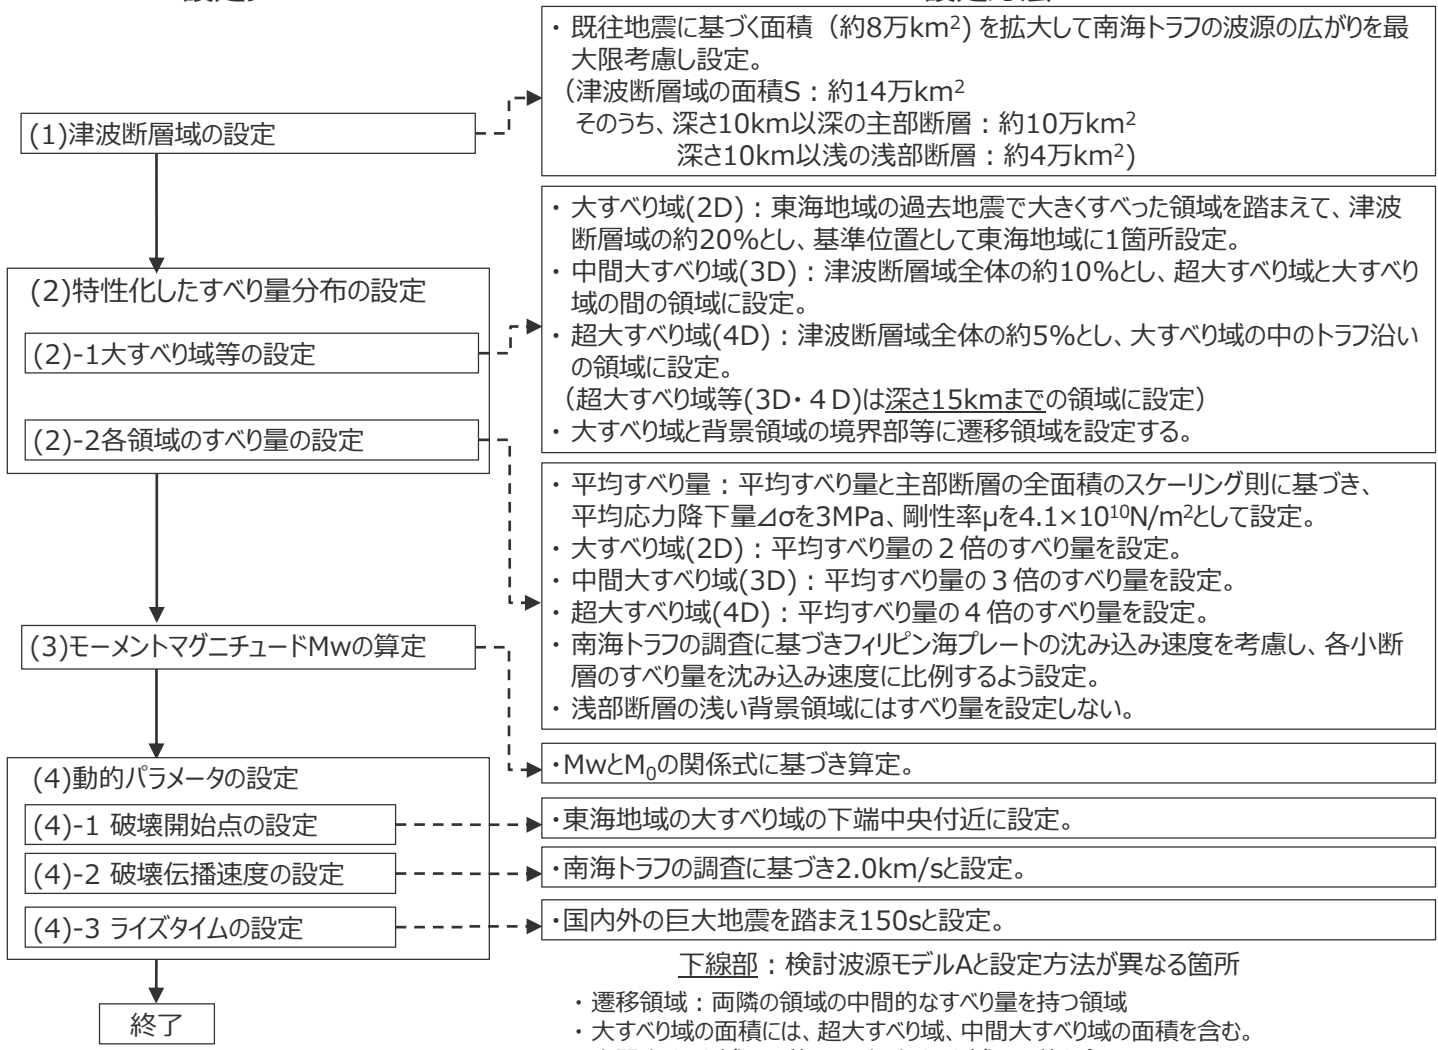 ・ 既往地震に基づく面積（約8万km²) を拡大して南海トラフの波源の広がりを最
大限考慮し設定。
（津波断層域の面積S：約14万km²
そのうち、深さ10km以深の主部断層：約10万km²
深さ10km以浅の浅部断層：約4万km²)
(1)津波断層域の設定
・ 大すべり域(2D)：東海地域の過去地震で大きくすべった領域を踏まえて、津波
断層域の約20%とし、基準位置として東海地域に1箇所設定。
・ 中間大すべり域(3D)：津波断層域全体の約10%とし、超大すべり域と大すべり
域の間の領域に設定。
・ 超大すべり域(4D)：津波断層域全体の約5%とし、大すべり域の中のトラフ沿い
の領域に設定。
（超大すべり域等(3D・４Ｄ)は深さ15kmまでの領域に設定）
・ 大すべり域と背景領域の境界部等に遷移領域を設定する。
(2)特性化したすべり量分布の設定
(2)-1大すべり域等の設定
(2)-2各領域のすべり量の設定
・ 平均すべり量：平均すべり量と主部断層の全面積のスケーリング則に基づき、
平均応力降下量⊿σを3MPa、剛性率μを4.1×10¹⁰N/m²として設定。
・ 大すべり域(2D)：平均すべり量の２倍のすべり量を設定。
・ 中間大すべり域(3D)：平均すべり量の３倍のすべり量を設定。
・ 超大すべり域(4D)：平均すべり量の４倍のすべり量を設定。
・ 南海トラフの調査に基づきフィリピン海プレートの沈み込み速度を考慮し、各小断
層のすべり量を沈み込み速度に比例するよう設定。
・ 浅部断層の浅い背景領域にはすべり量を設定しない。
(3)モーメントマグニチュードMwの算定
・MwとM₀の関係式に基づき算定。
(4)動的パラメータの設定
(4)-1 破壊開始点の設定
・東海地域の大すべり域の下端中央付近に設定。
(4)-2 破壊伝播速度の設定
・南海トラフの調査に基づき2.0km/sと設定。
(4)-3 ライズタイムの設定
・国内外の巨大地震を踏まえ150sと設定。
終了
下線部：検討波源モデルAと設定方法が異なる箇所
・ 遷移領域：両隣の領域の中間的なすべり量を持つ領域
・ 大すべり域の面積には、超大すべり域、中間大すべり域の面積を含む。